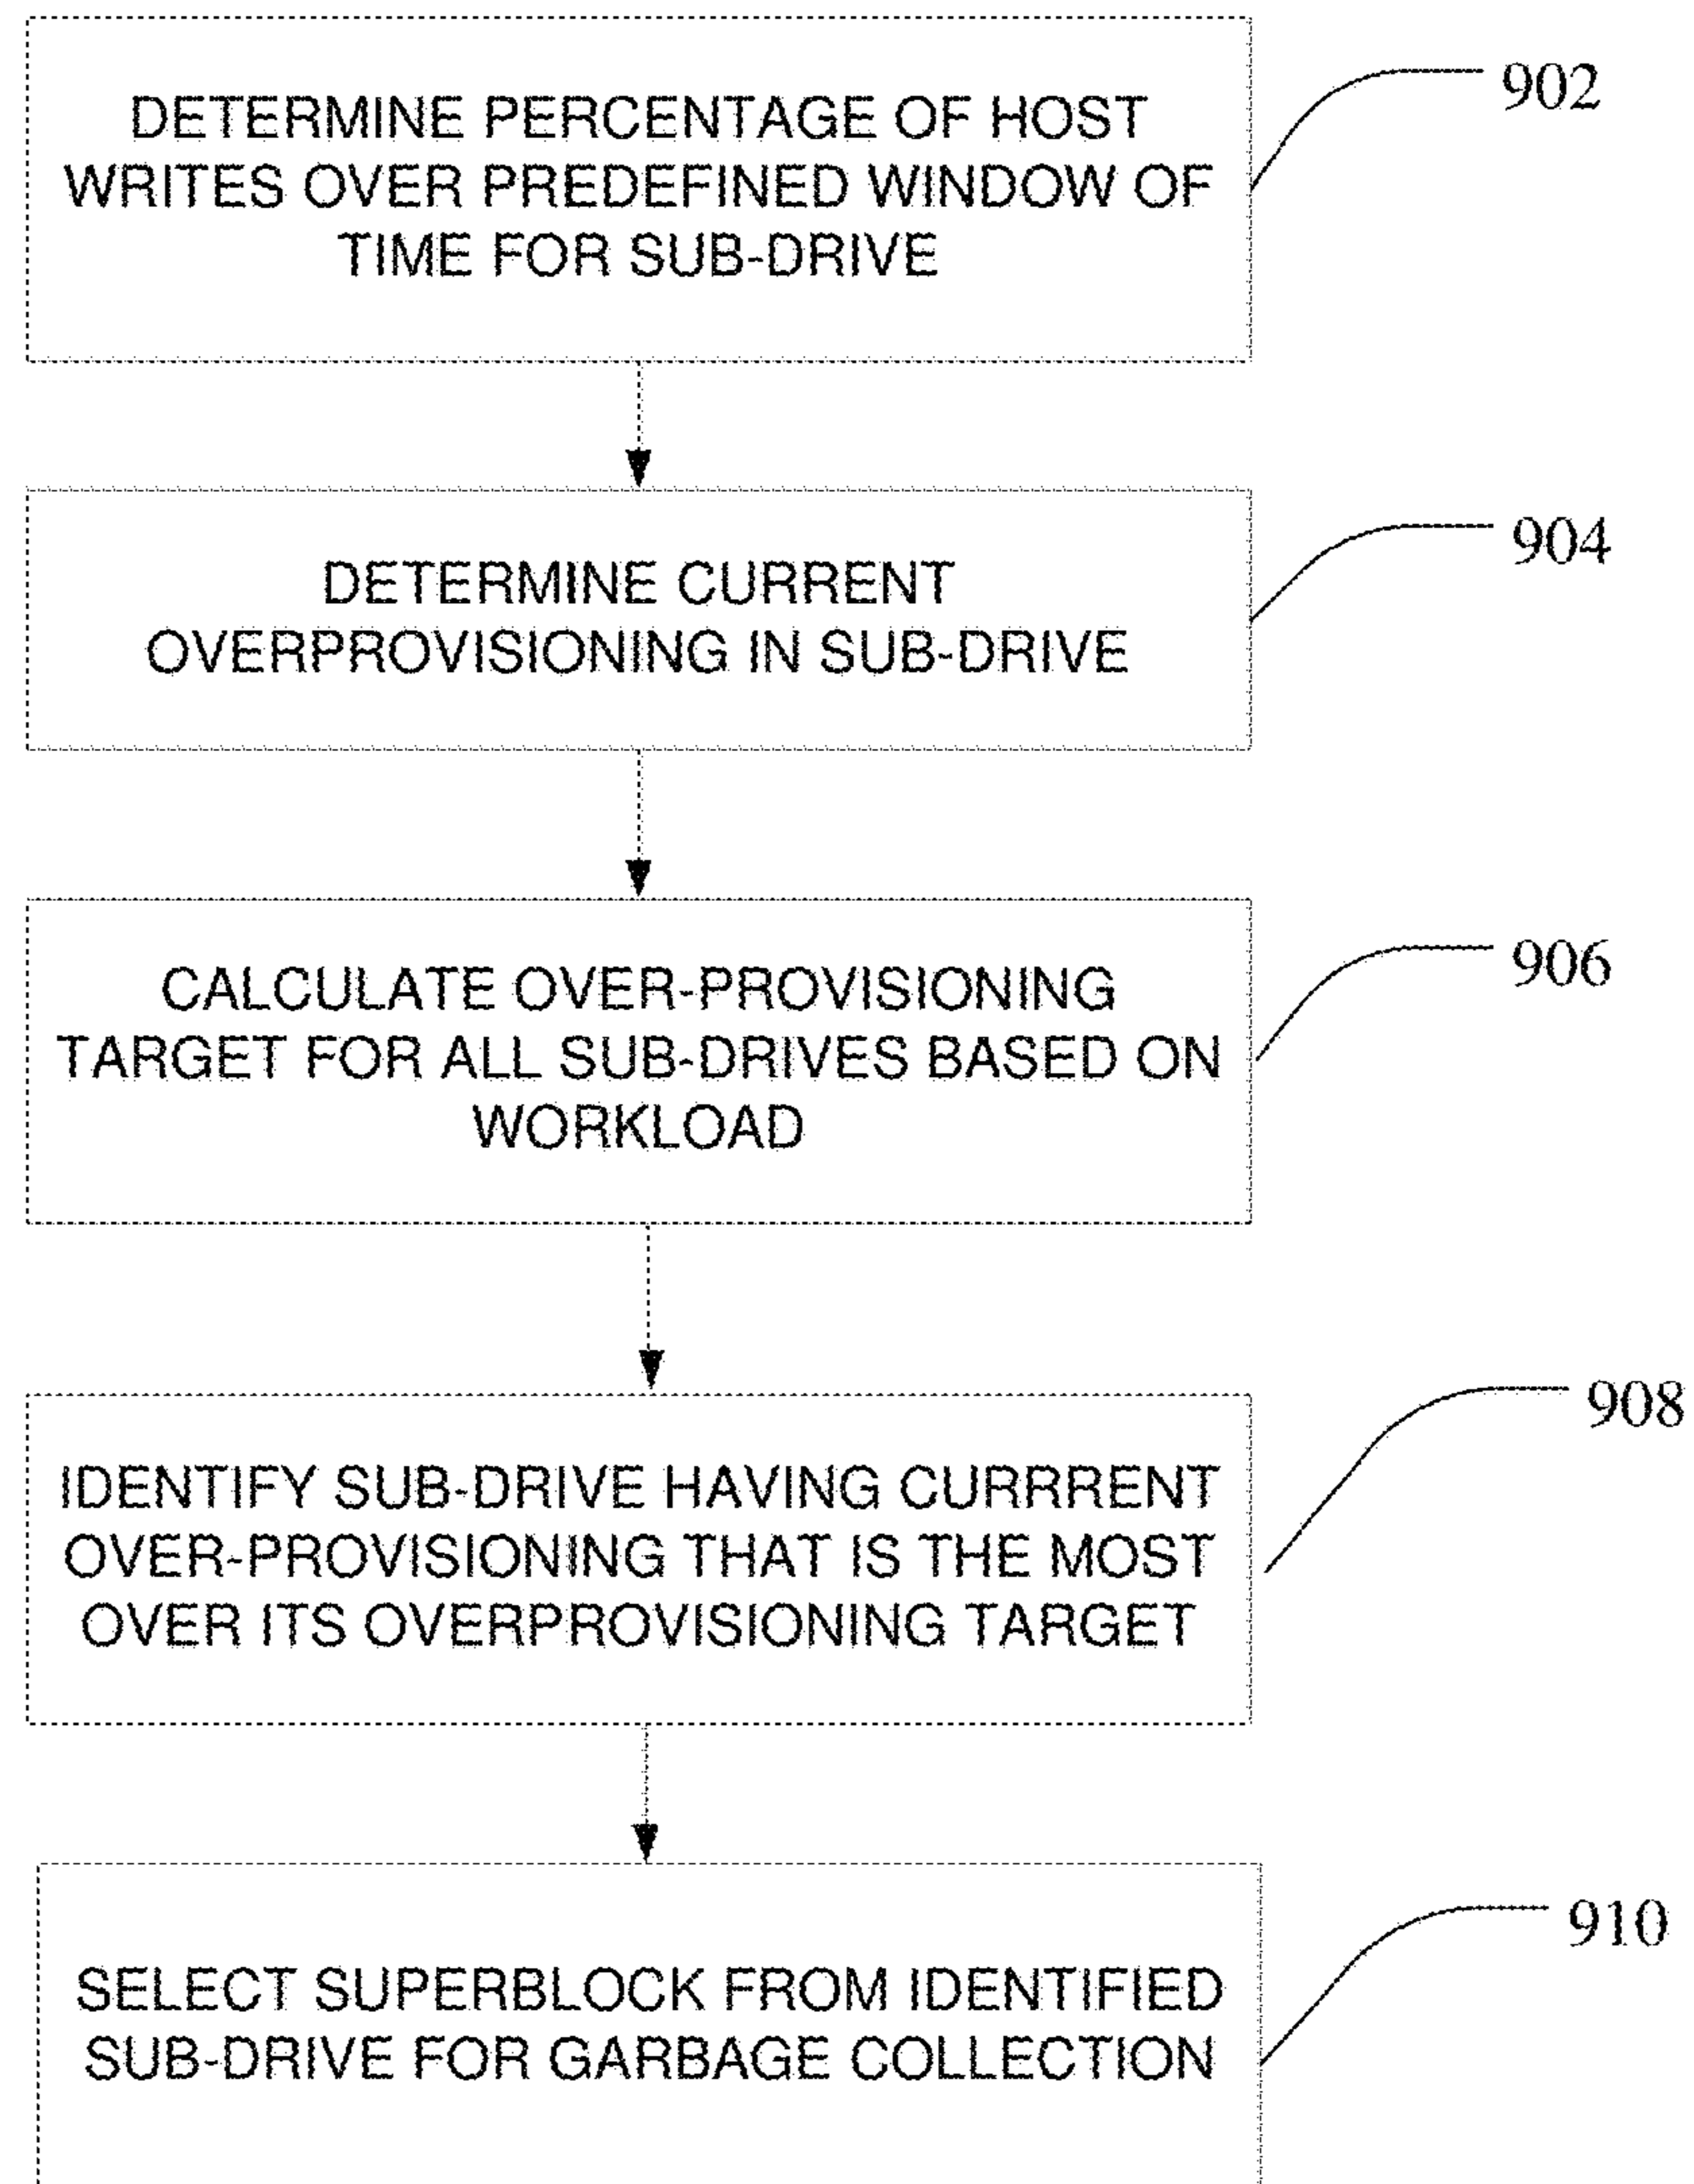 DETERMINE PERCENTAGE OF HOST
WRITES OVER PREDEFINED WINDOW OF
TIME FOR SUB-DRIVE
902
DETERMINE CURRENT
OVERPROVISIONING IN SUB-DRIVE
904
CALCULATE OVER-PROVISIONING
TARGET FOR ALL SUB-DRIVES BASED ON
WORKLOAD
906
IDENTIFY SUB-DRIVE HAVING CURRRENT
OVER-PROVISIONING THAT IS THE MOST
OVER ITS OVERPROVISIONING TARGET
908
SELECT SUPERBLOCK FROM IDENTIFIED
SUB-DRIVE FOR GARBAGE COLLECTION
910